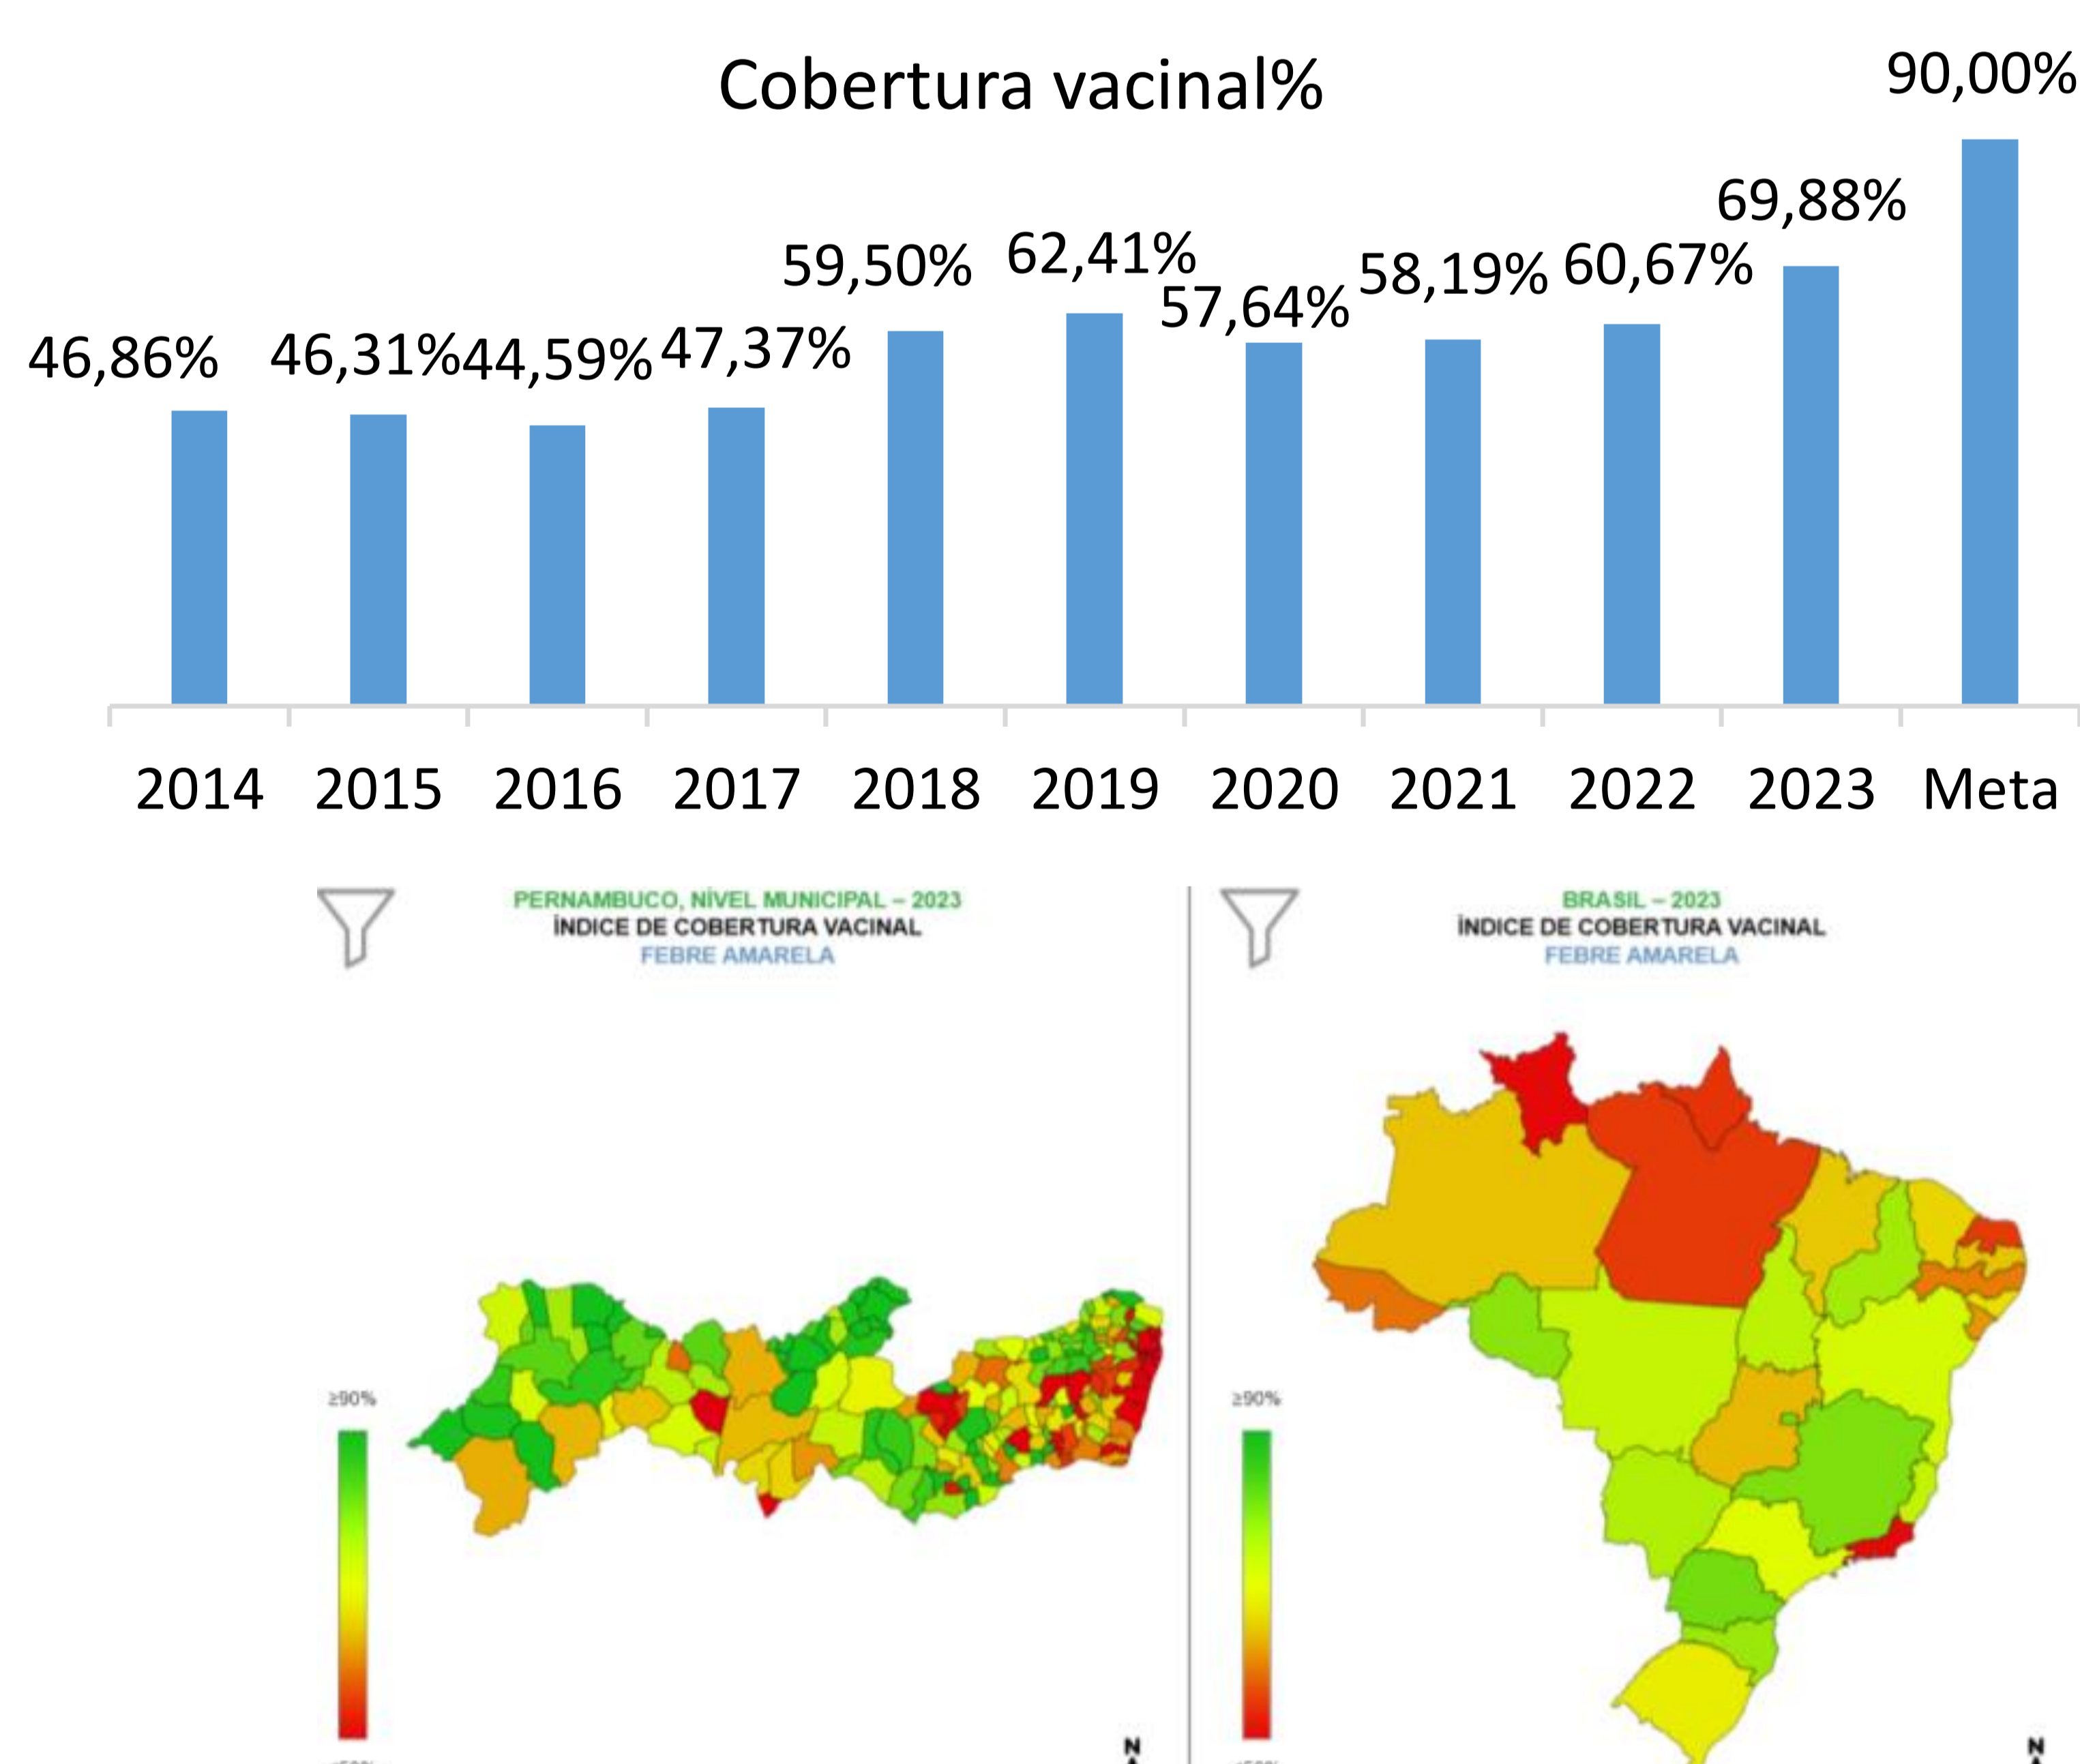 Cobertura vacinal%
46,86%
46,31%
44,59%
47,37%
59,50%
62,41%
57,64%
58,19%
60,67%
69,88%
90,00%
2014 2015 2016 2017 2018 2019 2020 2021 2022 2023 Meta
PERNAMBUCO, NÍVEL MUNICIPAL – 2023
ÍNDICE DE COBERTURA VACINAL
FEBRE AMARELA
≥90%
N
BRASIL – 2023
ÍNDICE DE COBERTURA VACINAL
FEBRE AMARELA
≥90%
N